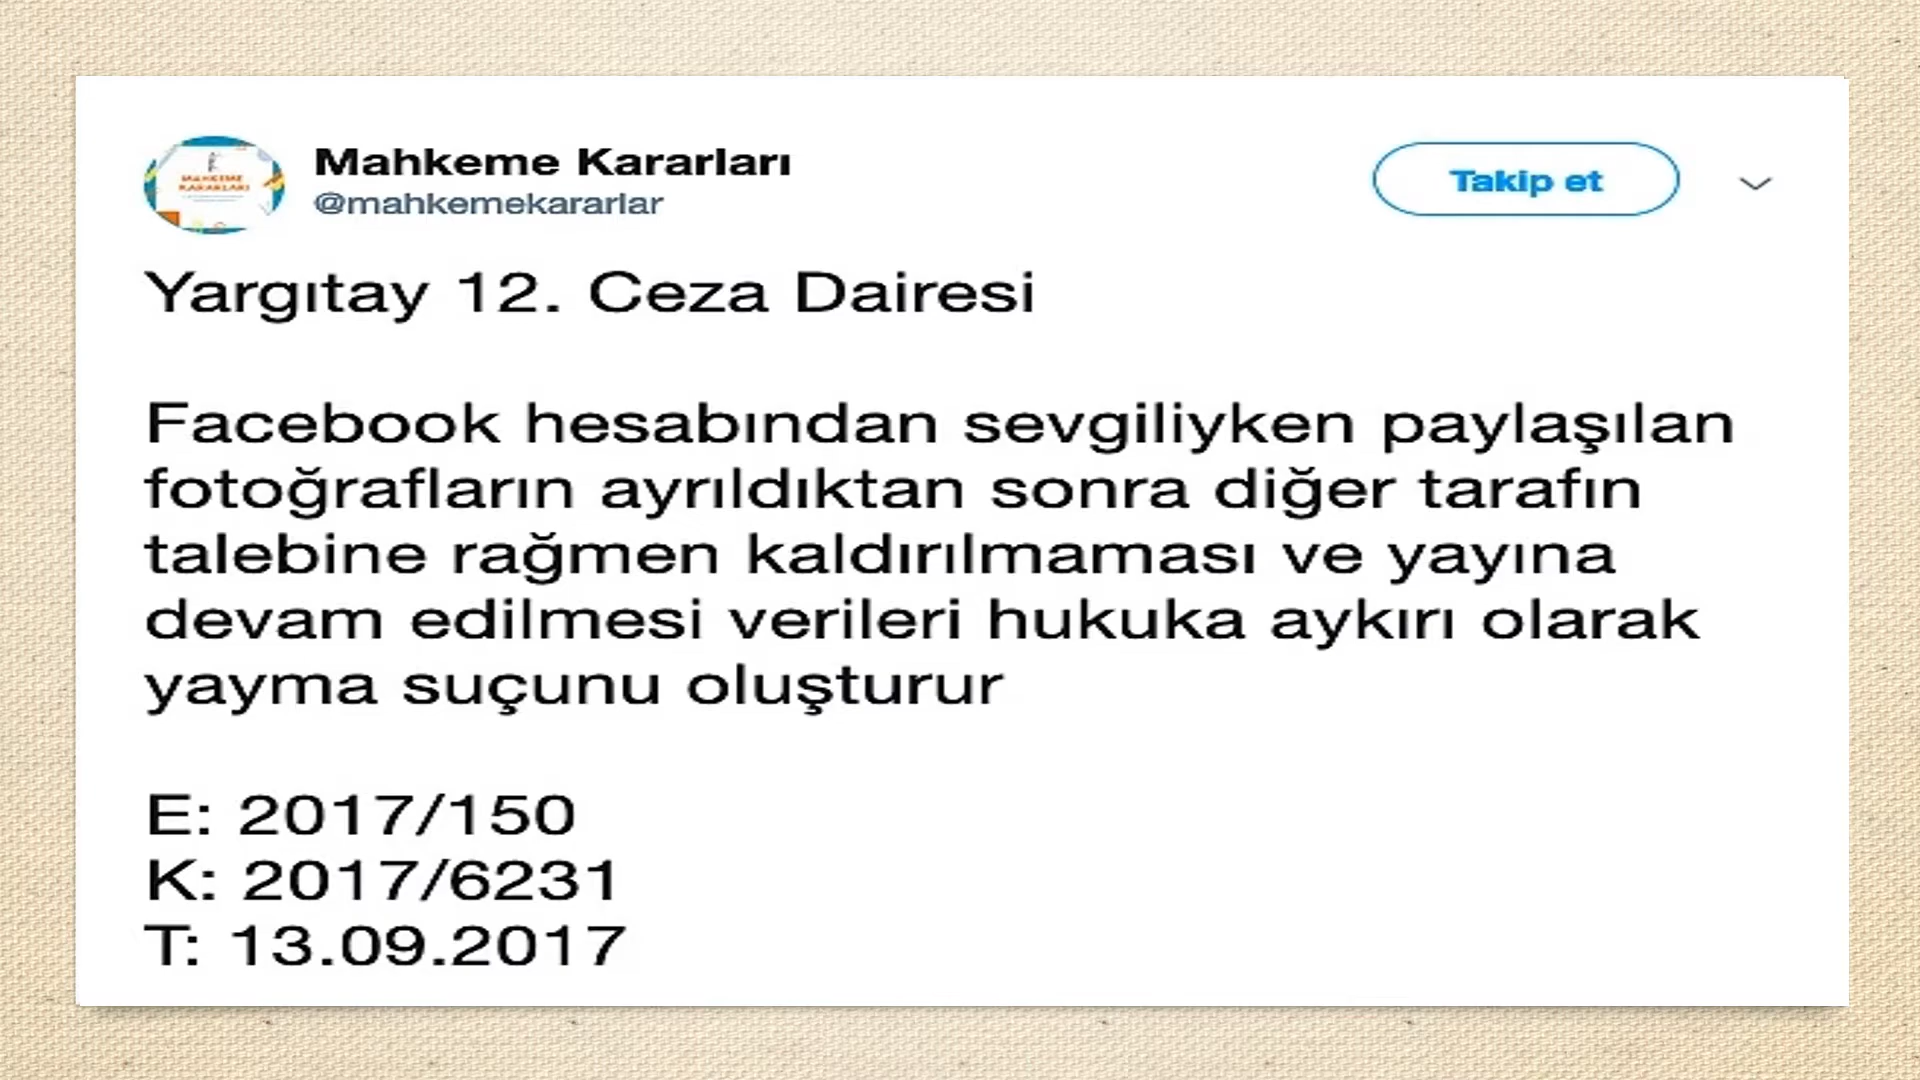 Mahkeme Kararları
@mahkemekararlar
Takip et
MAHKEME
KARARLARI
Yargıtay 12. Ceza Dairesi
Facebook hesabından sevgiliyken paylaşılan
fotoğrafların ayrıldıktan sonra diğer tarafın
talebine rağmen kaldırılmaması ve yayına
devam edilmesi verileri hukuka aykırı olarak
yayma suçunu oluşturur
E: 2017/150
K: 2017/6231
T: 13.09.2017